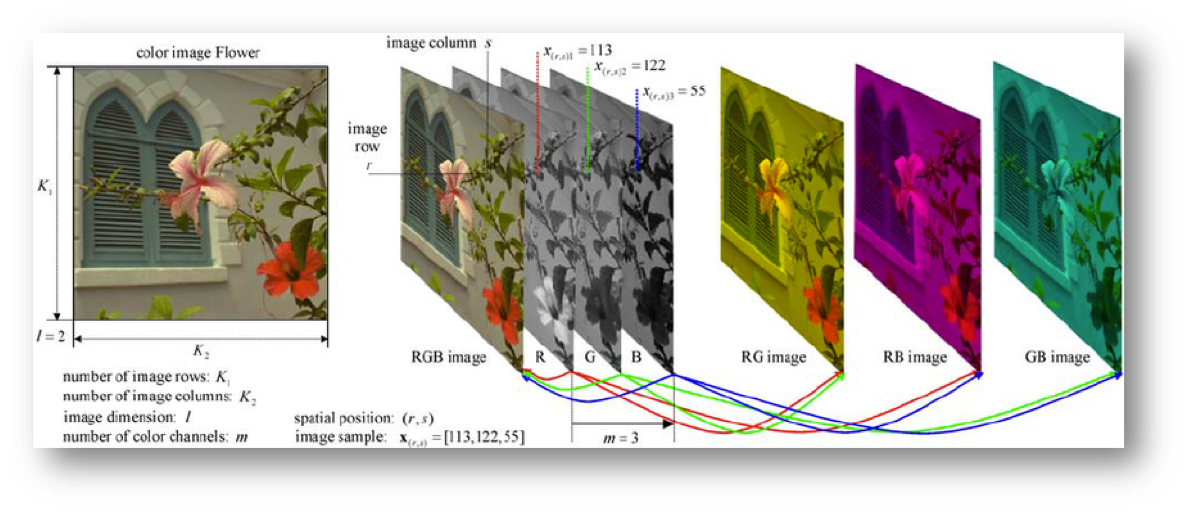 color image Flower
K₁
l = 2
K₂
number of image rows: K₁
number of image columns: K₂
image dimension: l
number of color channels: m
spatial position: (r, s)
image sample: x₍r,s₎ = [113,122,55]
image column s
image
row
r
x₍r,s₎1 = 113
x₍r,s₎2 = 122
x₍r,s₎3 = 55
RGB image
R
G
B
m = 3
RG image
RB image
GB image